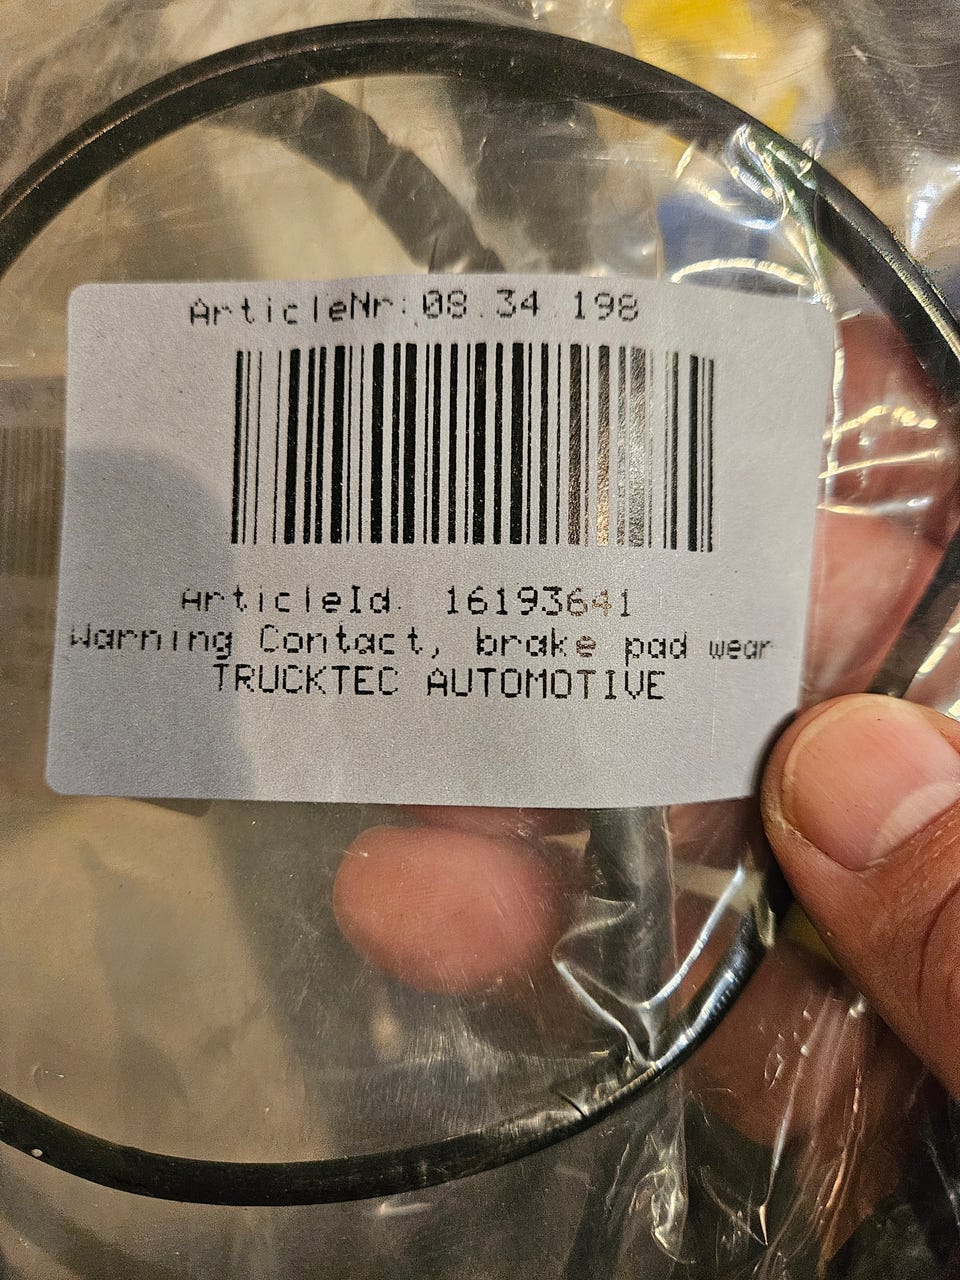 ArticleNr: 08.34.198
ArticleId. 16193641
Warning Contact, brake pad wear
TRUCKTEC AUTOMOTIVE